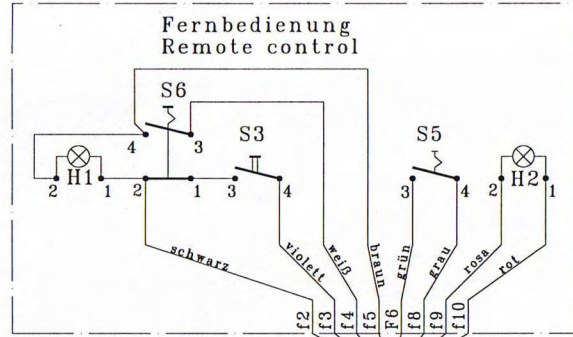 Fernbedienung
Remote control
S6
S3
S5
4
3
H1
H2
2
1
2
1
3
4
3
4
2
1
schwarz
violett
weiß
braun
grün
grau
rosa
rot
f2
f3
f4
f5
F6
f8
f9
f10